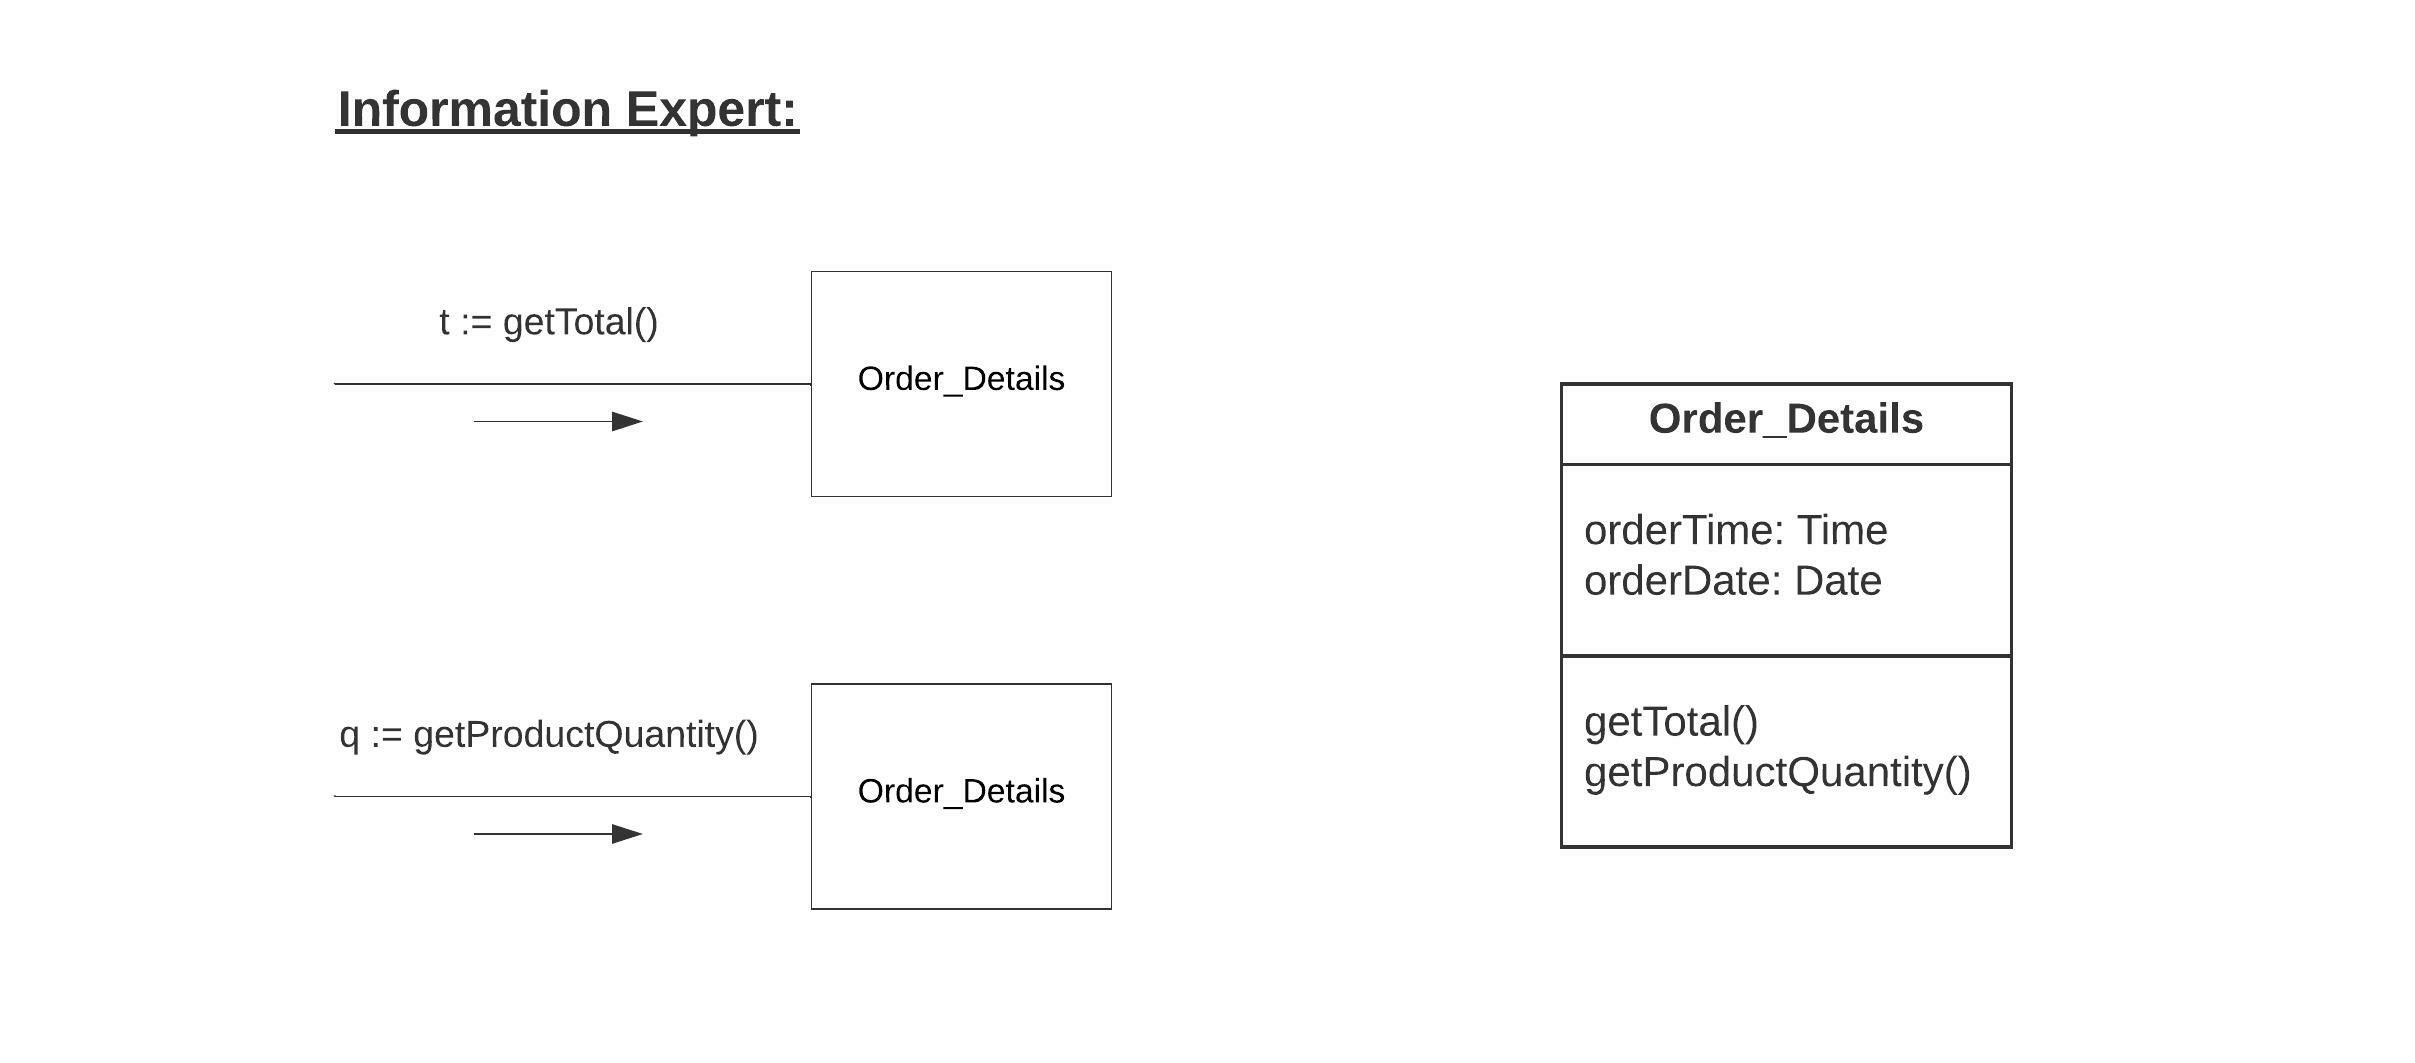 Information Expert:
t := getTotal()
Order_Details
q := getProductQuantity()
Order_Details
Order_Details
orderTime: Time
orderDate: Date
getTotal()
getProductQuantity()